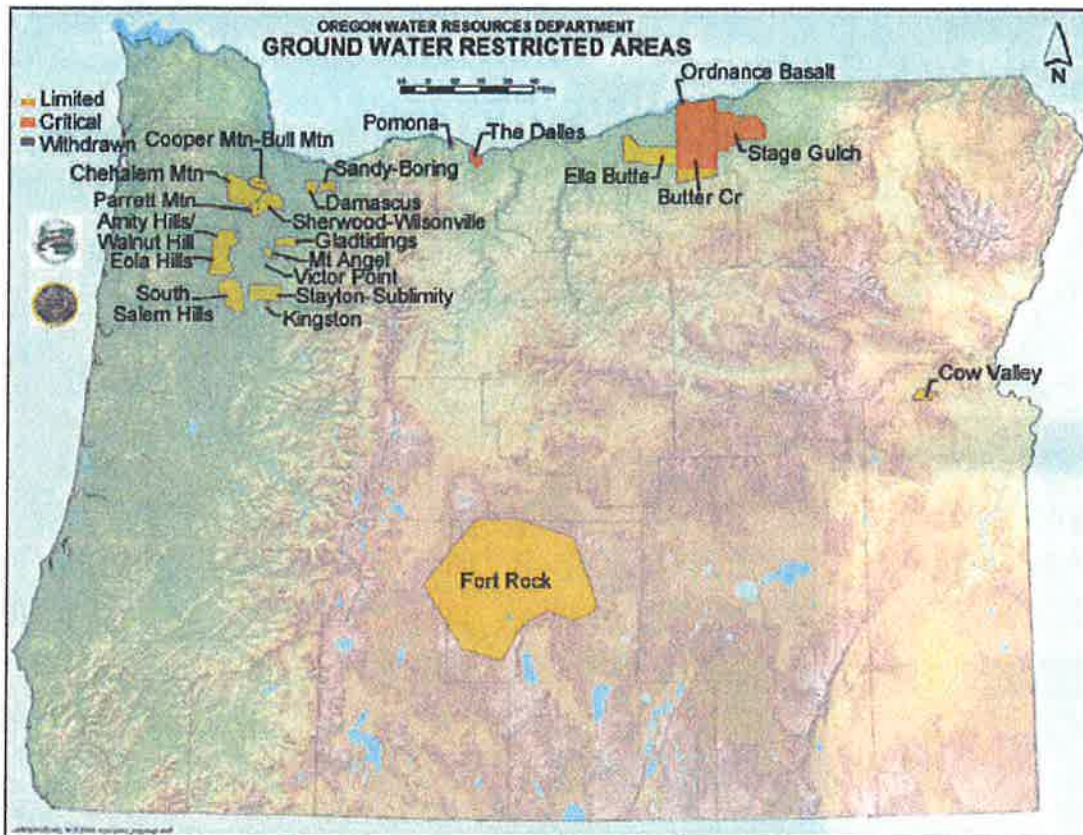 OREGON WATER RESOURCES DEPARTMENT
GROUND WATER RESTRICTED AREAS
N
Limited
Critical
Withdrawn
Ordnance Basalt
Pomona
The Dalles
Stage Gulch
Ella Butte
Butter Cr
Cooper Mtn-Bull Mtn
Chehalem Mtn
Sandy-Boring
Damascus
Parrett Mtn
Sherwood-Wilsonville
Amity Hills/
Walnut Hill
Gladtidings
Eola Hills
Mt Angel
Victor Point
South
Salem Hills
Stayton-Sublimity
Kingston
Cow Valley
Fort Rock